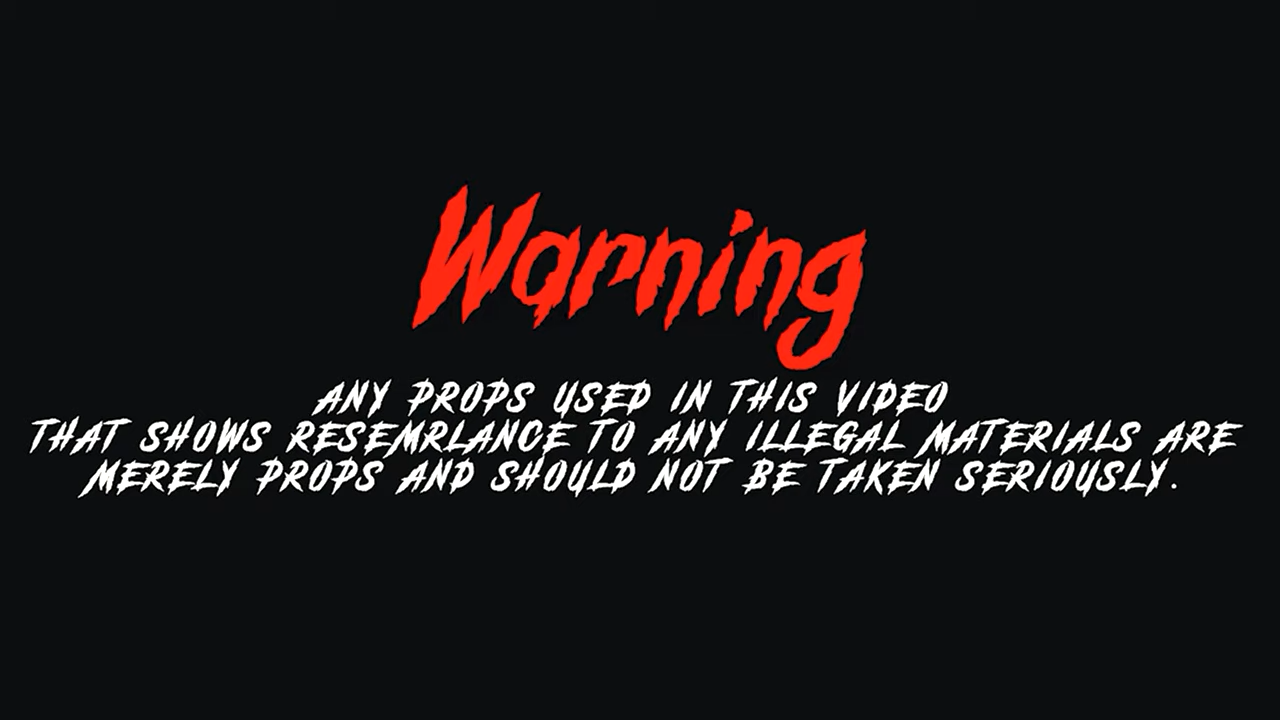 Warning
ANY PROPS USED IN THIS VIDEO
THAT SHOWS RESEMRLANCE TO ANY ILLEGAL MATERIALS ARE
MERELY PROPS AND SHOULD NOT BE TAKEN SERIOUSLY.